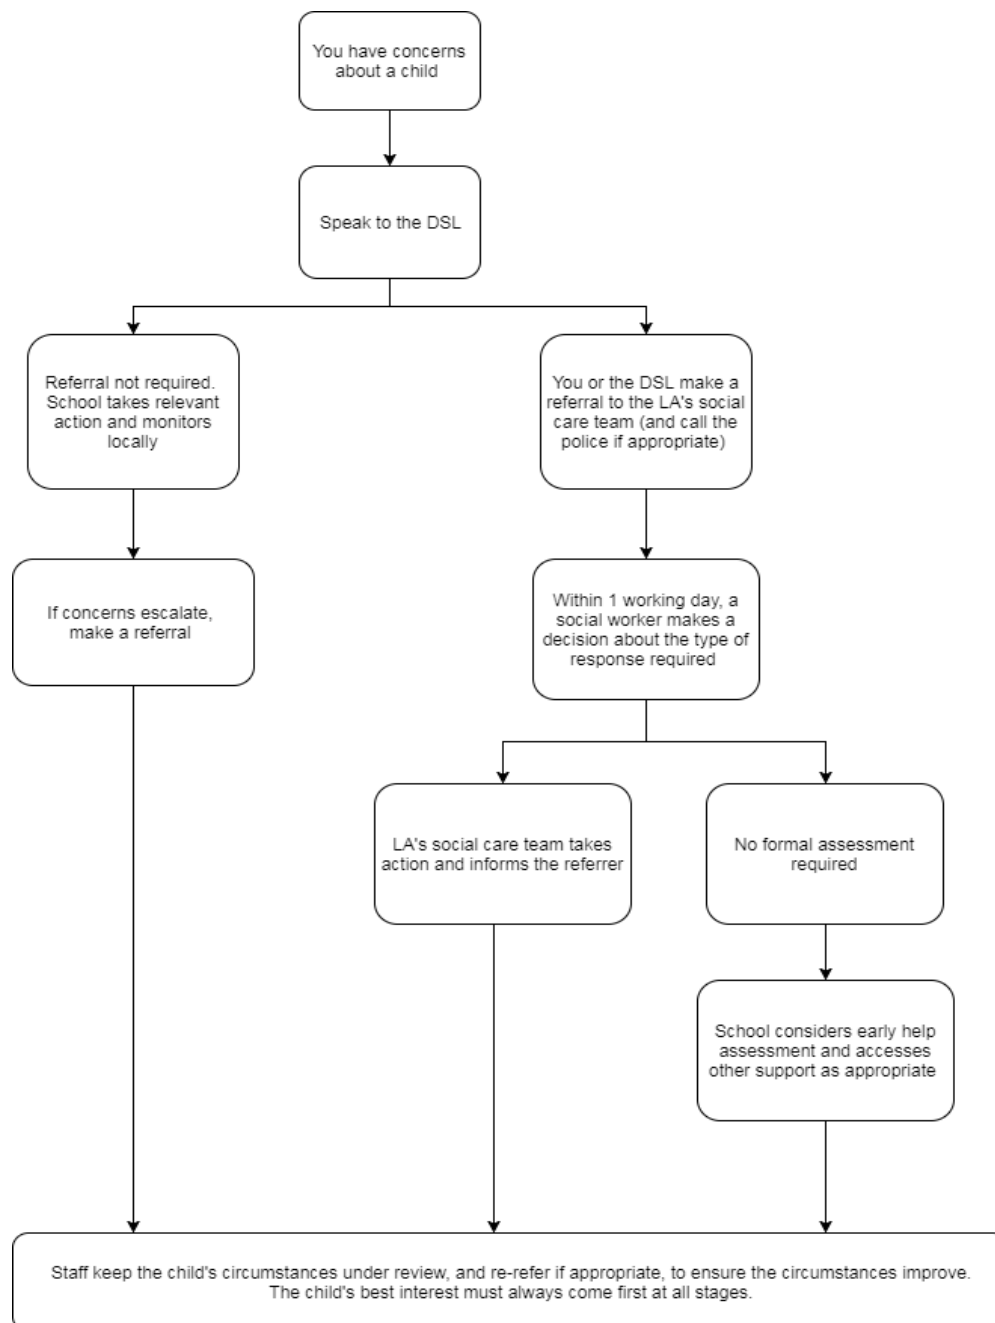 You have concerns
about a child
Speak to the DSL
Referral not required.
School takes relevant
action and monitors
locally
You or the DSL make a
referral to the LA's social
care team (and call the
police if appropriate)
If concerns escalate,
make a referral
Within 1 working day, a
social worker makes a
decision about the type of
response required
LA's social care team takes
action and informs the referrer
No formal assessment
required
School considers early help
assessment and accesses
other support as appropriate
Staff keep the child's circumstances under review, and re-refer if appropriate, to ensure the circumstances improve.
The child's best interest must always come first at all stages.